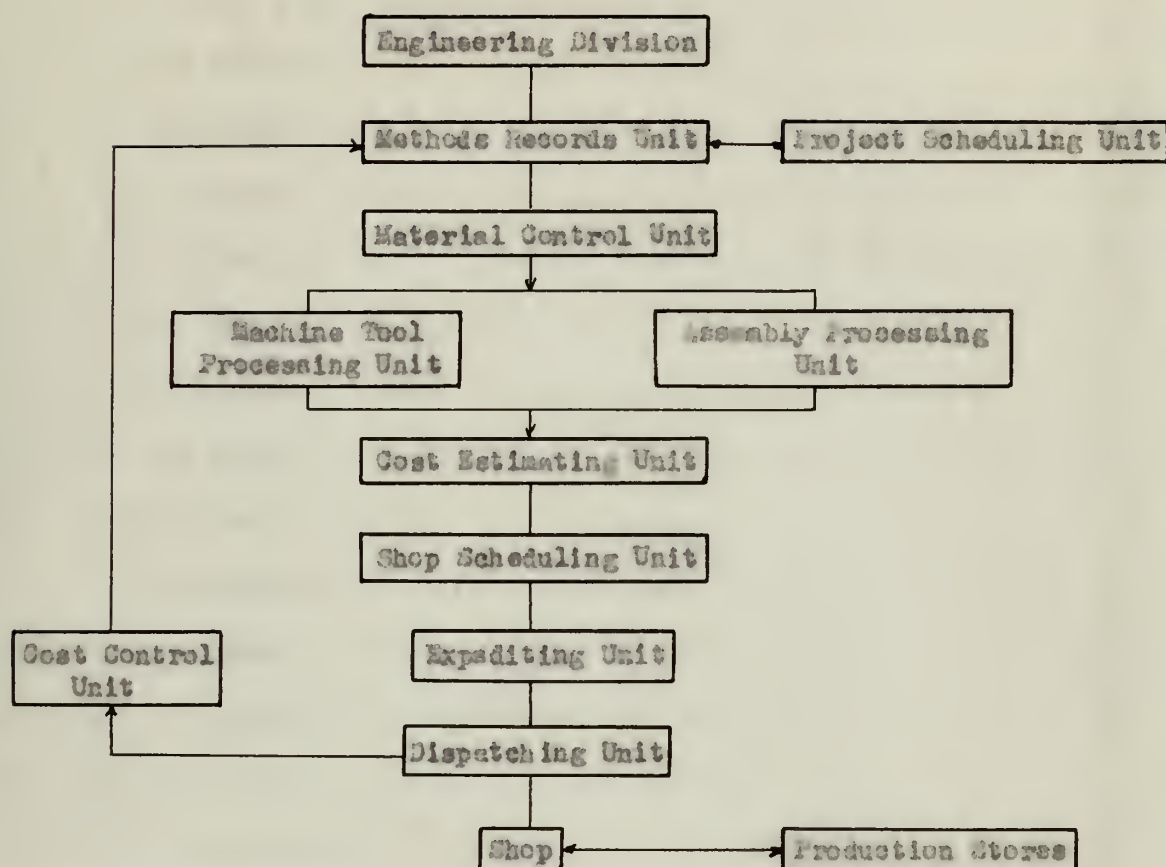 Engineering Division
Methods Records Unit
Project Scheduling Unit
Material Control Unit
Machine Tool
Processing Unit
Assembly Processing
Unit
Cost Estimating Unit
Shop Scheduling Unit
Cost Control
Unit
Expediting Unit
Dispatching Unit
Shop
Production Stores